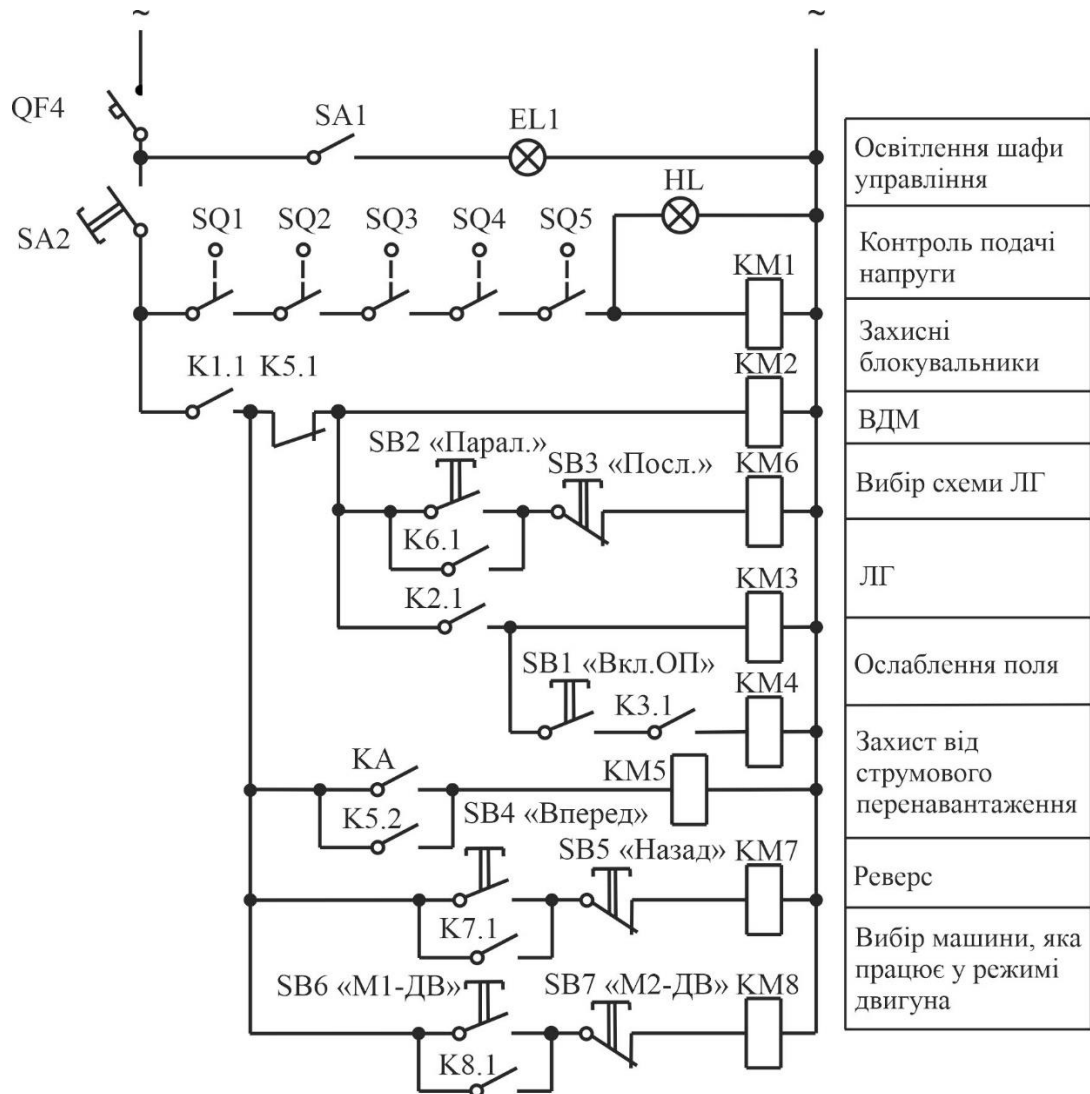 ~ ~
QF4
SA1 EL1
HL
SA2
SQ1 SQ2 SQ3 SQ4 SQ5
KM1
K1.1 K5.1
KM2
SB2 «Парал.»
SB3 «Посл.»
KM6
K6.1
K2.1
KM3
SB1 «Вкл.ОП»
K3.1
KM4
KA
KM5
K5.2
SB4 «Вперед»
SB5 «Назад»
KM7
K7.1
SB6 «М1-ДВ»
SB7 «М2-ДВ»
KM8
K8.1
Освітлення шафи
управління
Контроль подачі
напруги
Захисні
блокувальники
ВДМ
Вибір схеми ЛГ
ЛГ
Ослаблення поля
Захист від
струмового
перенавантаження
Реверс
Вибір машини, яка
працює у режимі
двигуна